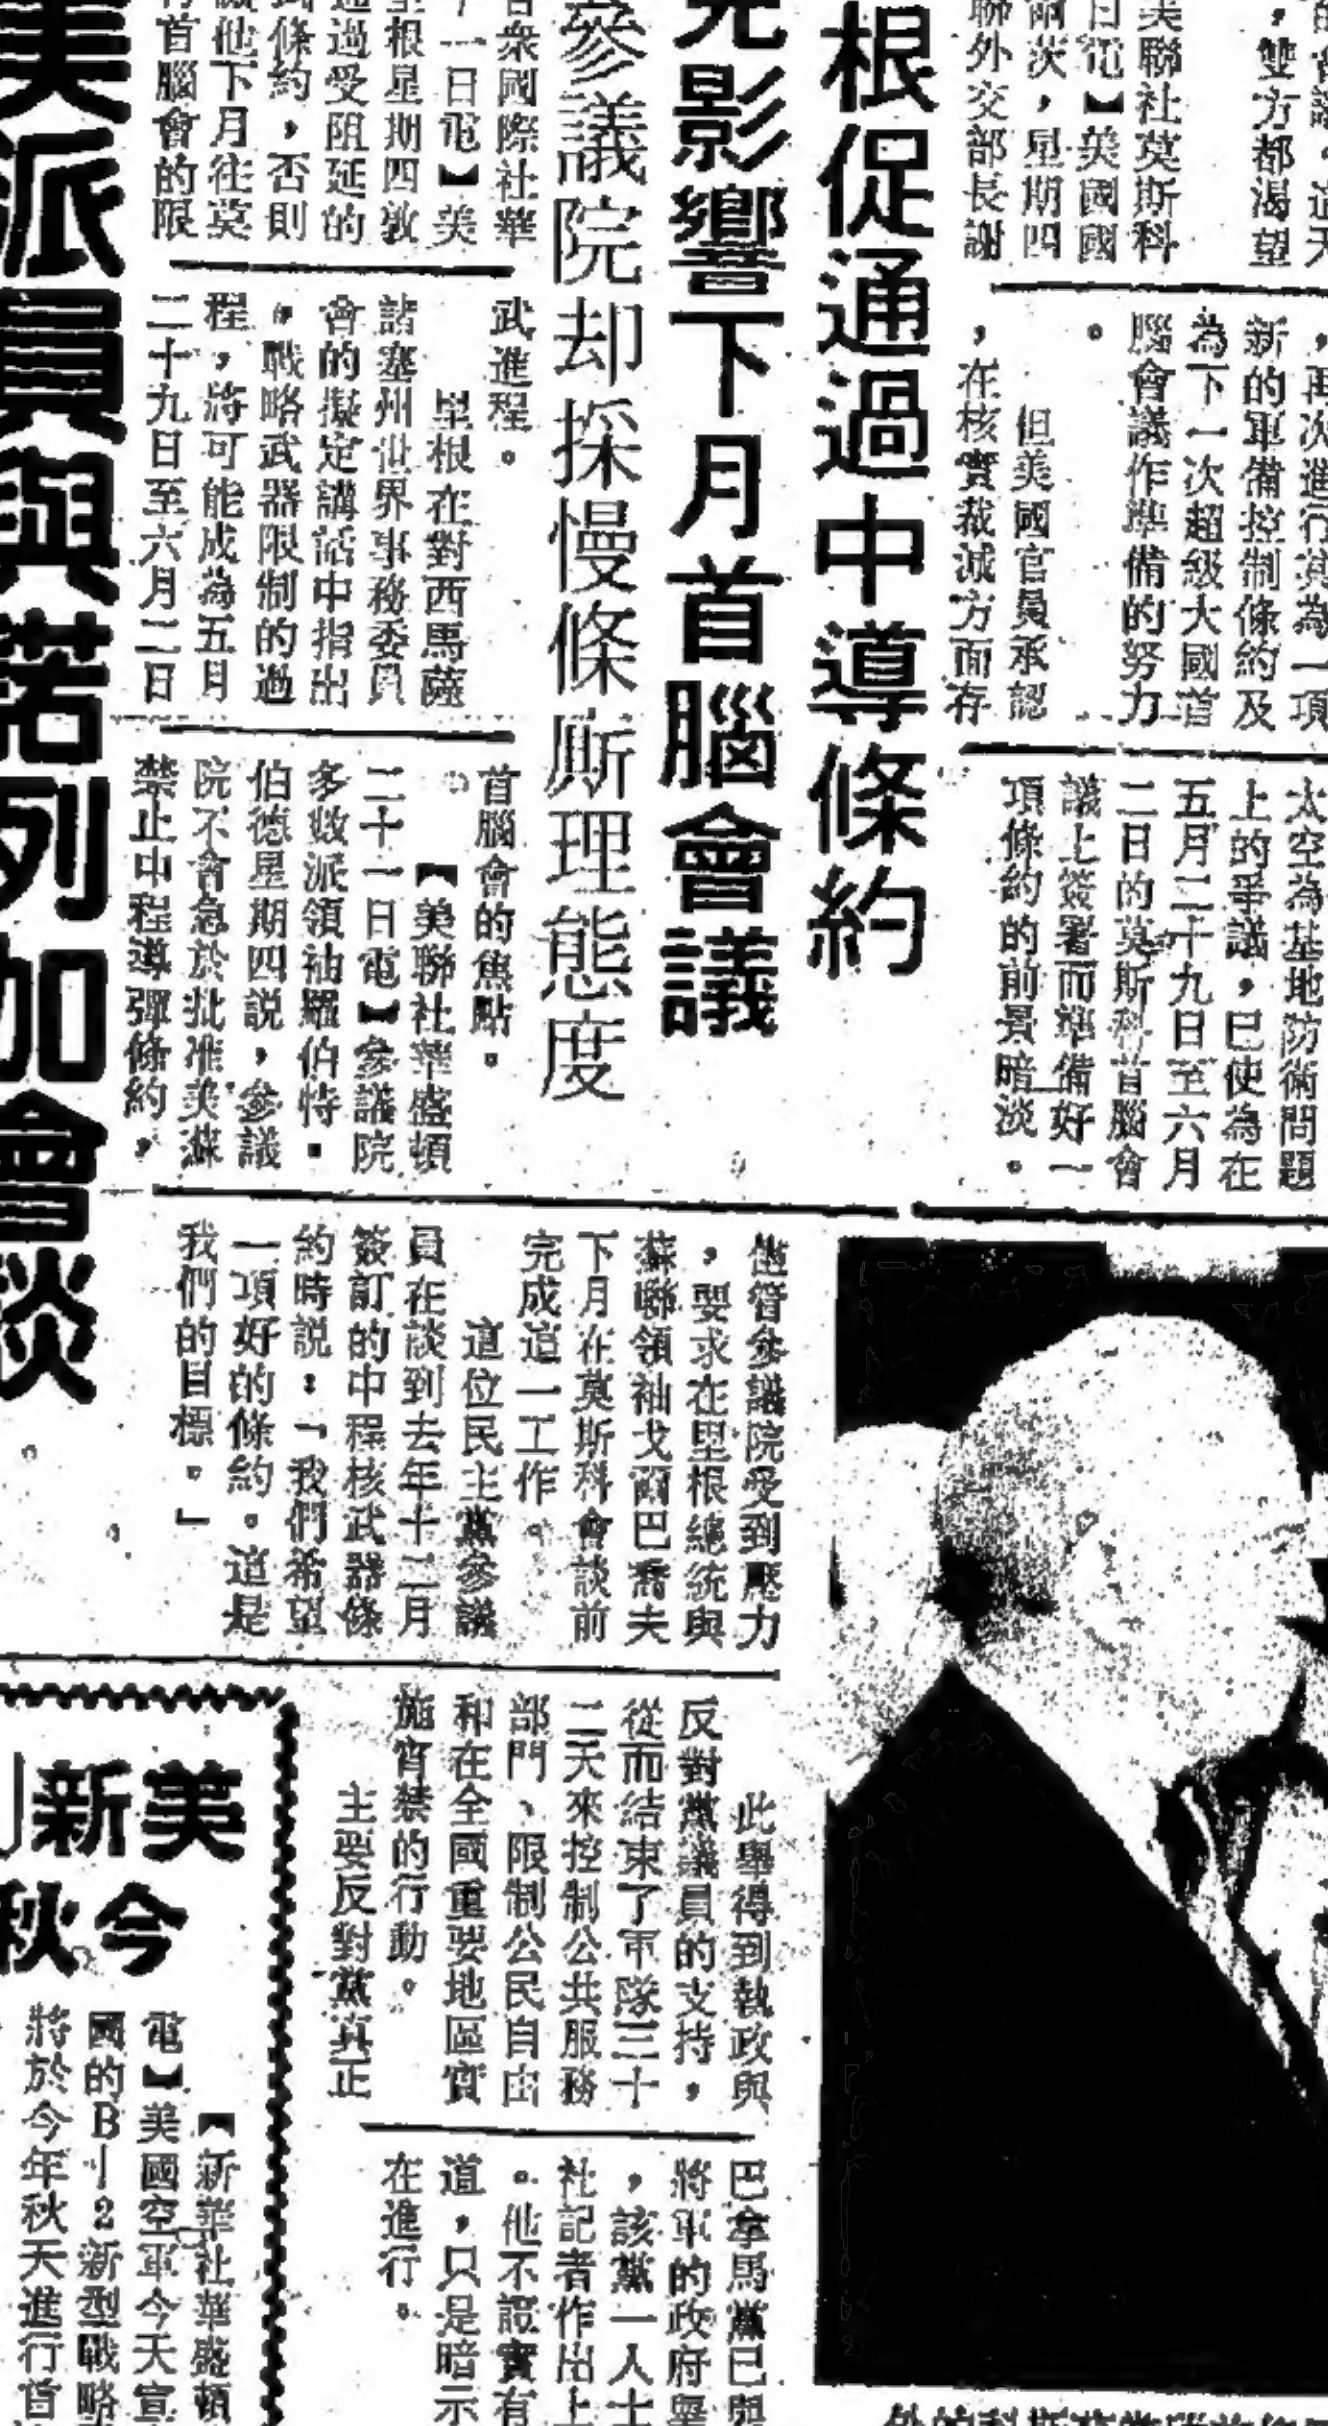 ，雙方都渴望
美聯社莫斯科
日電】美國國
爾茨，星期四
聯外交部長謝
，再次進行莫為一項
新的軍備控制條約及
為下一次超級大國首
腦會議作準備的努力
。
但美國官員承認
，在核實裁減方面存
太空為基地防衛問題
上的爭議，已使為在
五月二十九日至六月
二日的莫斯科首腦會
議上簽署而準備好一
項條約的前景暗淡。
根促通過中導條約
免影響下月首腦會議
參議院却採慢條廝理態度
合衆國際社華
一日電】美
里根星期四敦
通過受阻延的
條約，否則
他下月往莫
行首腦會的限
武進程。
里根在對西馬薩
諸塞州世界事務委員
會的擬定講話中指出
，戰略武器限制的過
程，將可能成為五月
二十九日至六月二日
首腦會的焦點
。
【美聯社華盛頓
二十一日電】參議院
多數派領袖羅伯特·
伯德星期四説，參議
院不會急於批准美蘇
禁止中程導彈條約，
他管參議院受到壓力
，要求在里根總統與
蘇聯領袖戈爾巴喬夫
下月在莫斯科會談前
完成這一工作。
這位民主黨參議
員在談到去年十二月
簽訂的中程核武器條
約時説：「我們希望
一項好的條約。這是
我們的目標。」
美派員與諾列加會談
此舉得到執政與
反對黨議員的支持，
從而結束了軍隊三十
二天來控制公共服務
部門、限制公民自由
和在全國重要地區實
施宵禁的行動。
主要反對黨真正
巴拿馬黨已與
將軍的政府舉
，該黨一人士
社記者作出上
。他不證實有
道，只是暗示
在進行。
美新
今秋
【新華社華盛頓
電】美國空軍今天宣
國的B－2新型戰略
將於今年秋天進行首